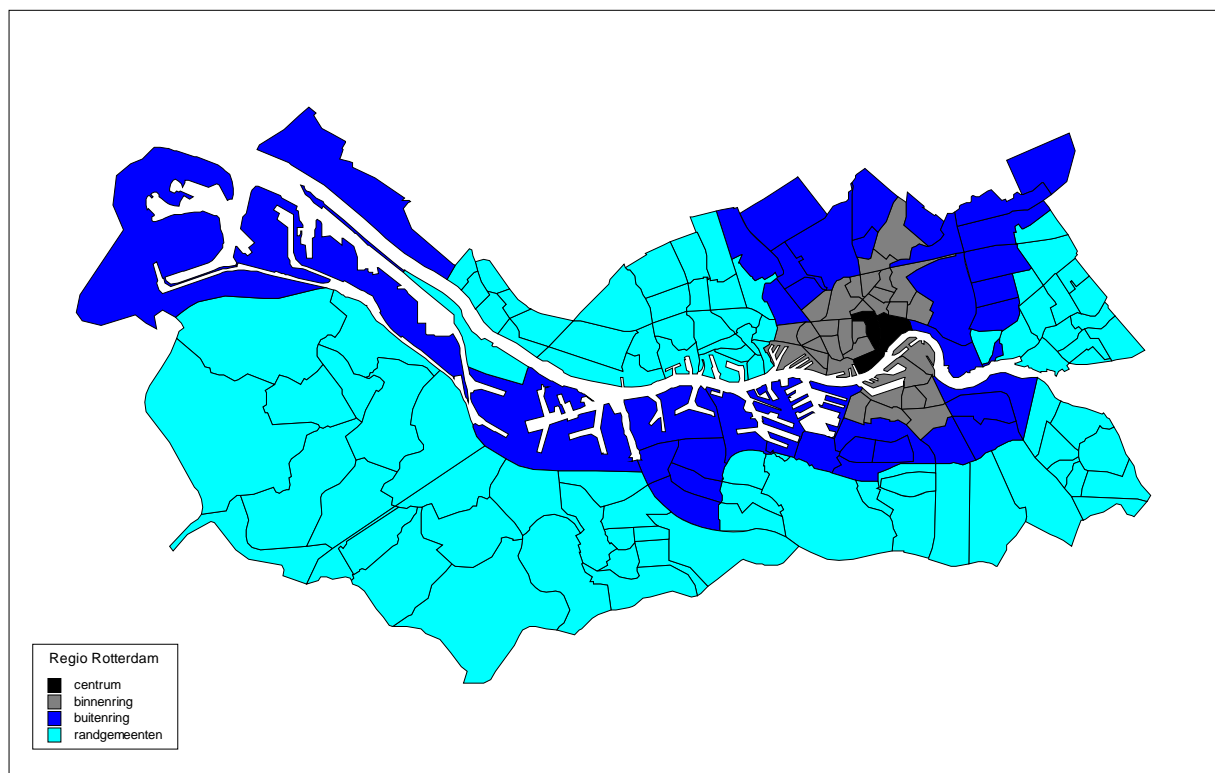 Regio Rotterdam
centrum
binnenring
buitenring
randgemeenten